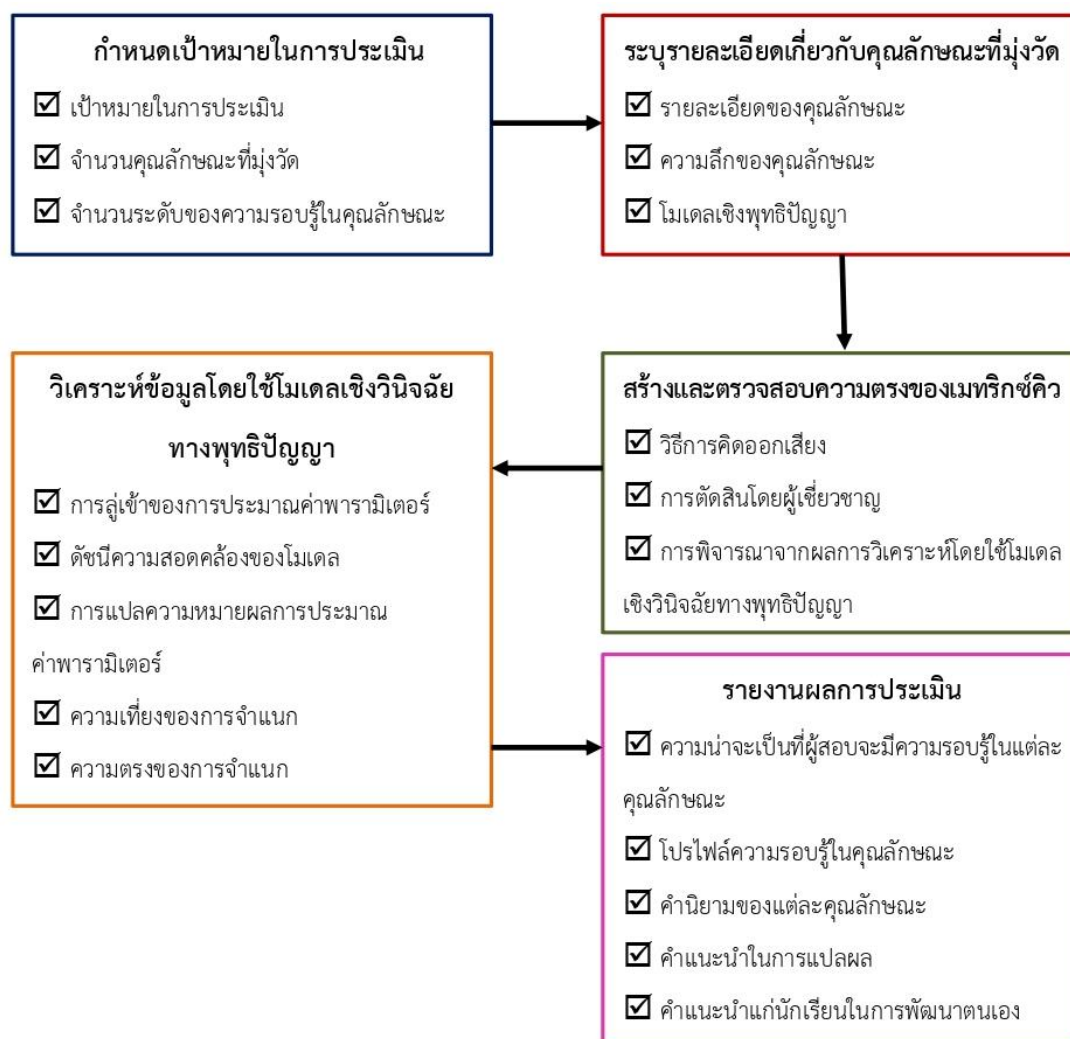 กำหนดเป้าหมายในการประเมิน
☑ เป้าหมายในการประเมิน
☑ จำนวนคุณลักษณะที่มุ่งวัด
☑ จำนวนระดับของความรอบรู้ในคุณลักษณะ
ระบุรายละเอียดเกี่ยวกับคุณลักษณะที่มุ่งวัด
☑ รายละเอียดของคุณลักษณะ
☑ ความลึกของคุณลักษณะ
☑ โมเดลเชิงพุทธิปัญญา
สร้างและตรวจสอบความตรงของเมทริกซ์คิว
☑ วิธีการคิดออกเสียง
☑ การตัดสินโดยผู้เชี่ยวชาญ
☑ การพิจารณาจากผลการวิเคราะห์โดยใช้โมเดล
เชิงวินิจฉัยทางพุทธิปัญญา
วิเคราะห์ข้อมูลโดยใช้โมเดลเชิงวินิจฉัย
ทางพุทธิปัญญา
☑ การลู่เข้าของการประมาณค่าพารามิเตอร์
☑ ดัชนีความสอดคล้องของโมเดล
☑ การแปลความหมายผลการประมาณ
ค่าพารามิเตอร์
☑ ความเที่ยงของการจำแนก
☑ ความตรงของการจำแนก
รายงานผลการประเมิน
☑ ความน่าจะเป็นที่ผู้สอบจะมีความรอบรู้ในแต่ละ
คุณลักษณะ
☑ โปรไฟล์ความรอบรู้ในคุณลักษณะ
☑ คำนิยามของแต่ละคุณลักษณะ
☑ คำแนะนำในการแปลผล
☑ คำแนะนำแก่นักเรียนในการพัฒนาตนเอง